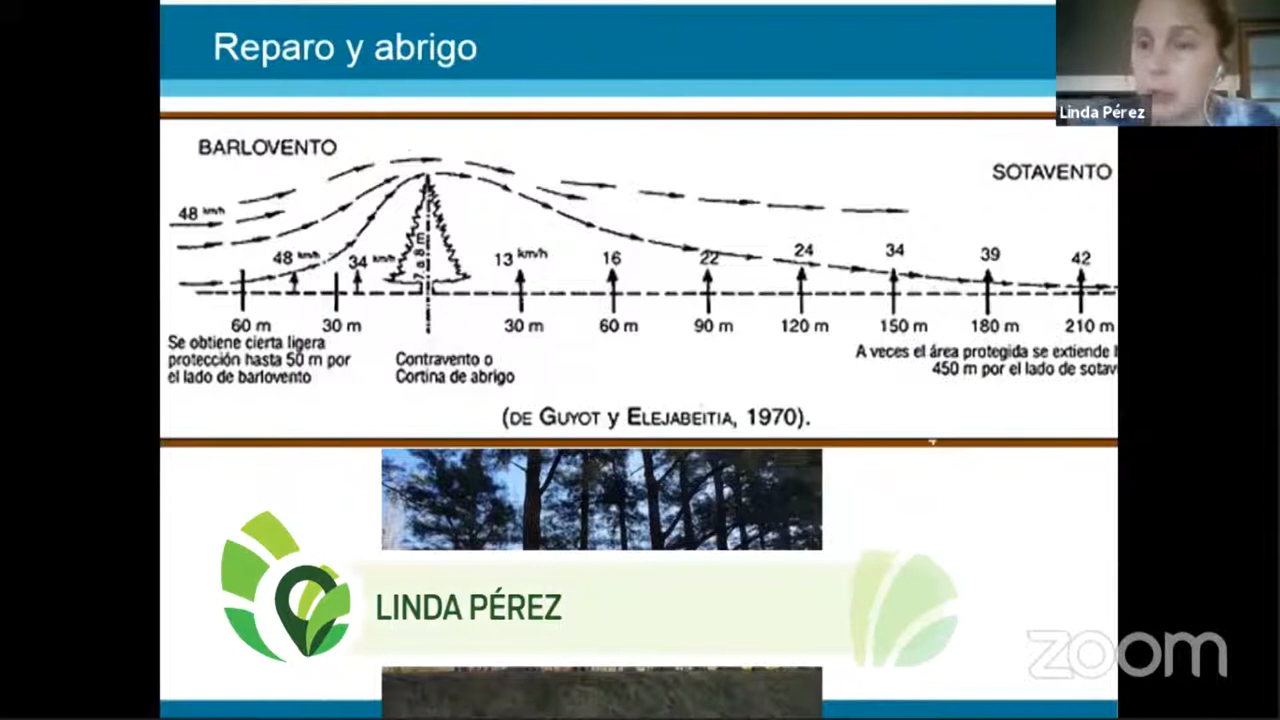 Reparo y abrigo
Linda Pérez
BARLOVENTO
SOTAVENTO
48 km/h
48 km/h
34 km/h
7 a 8 m
13 km/h
16
22
24
34
39
42
60 m
30 m
30 m
60 m
90 m
120 m
150 m
180 m
210 m
Se obtiene cierta ligera
protección hasta 50 m por
el lado de barlovento
Contravento o
Cortina de abrigo
A veces el área protegida se extiende
450 m por el lado de sotav
(DE GUYOT y ELEJABEITIA, 1970).
LINDA PÉREZ
zoom